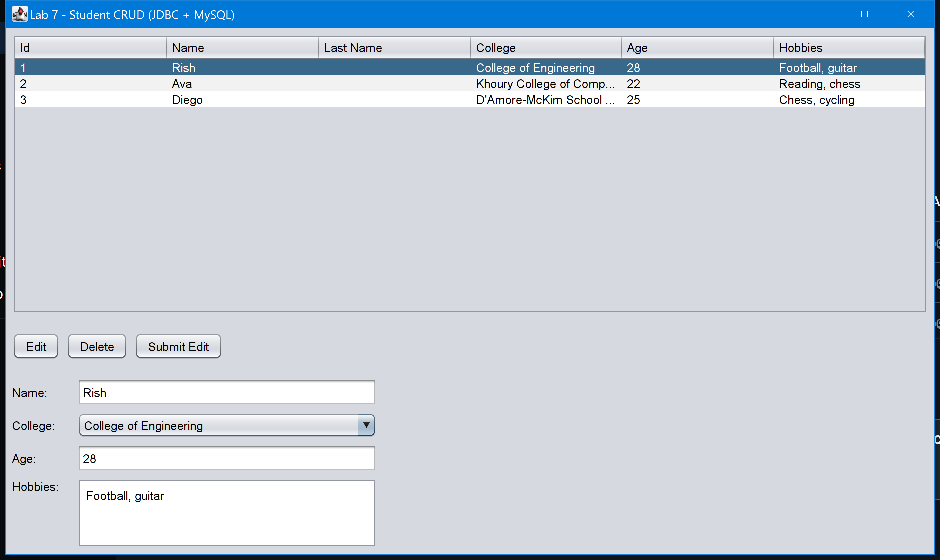 Lab 7 - Student CRUD (JDBC + MySQL)
Id Name Last Name College Age Hobbies
1 Rish College of Engineering 28 Football, guitar
2 Ava Khoury College of Comp... 22 Reading, chess
3 Diego D'Amore-McKim School ... 25 Chess, cycling
Edit Delete Submit Edit
Name: Rish
College: College of Engineering
Age: 28
Hobbies: Football, guitar